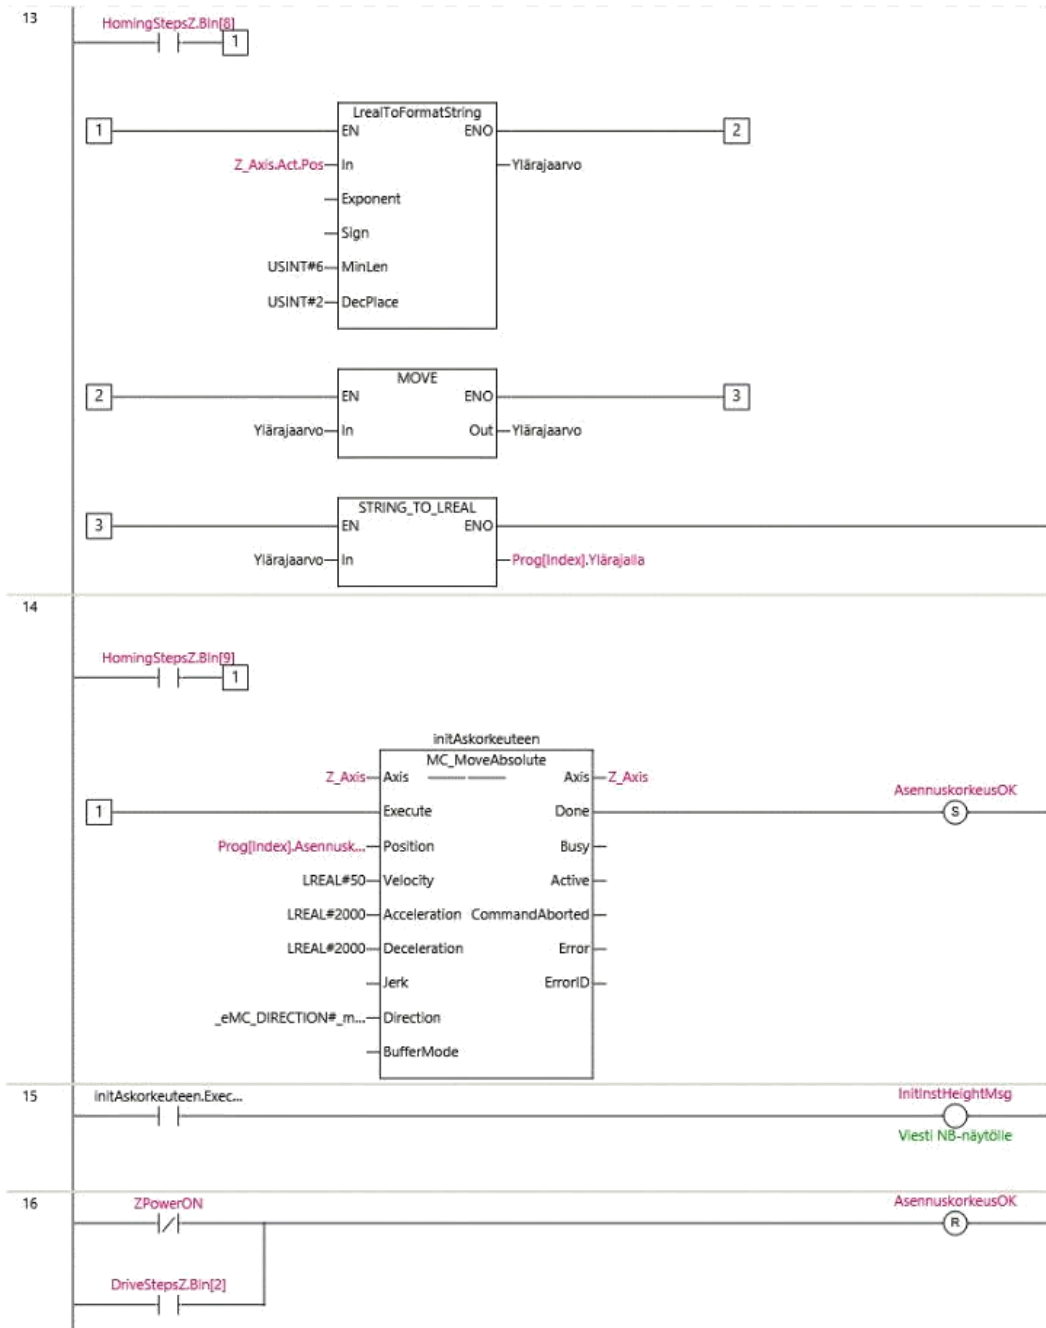 13
HomingStepsZ.BIn[8]
1
LrealToFormatString
1
EN
ENO
2
Z_Axis.Act.Pos
In
Ylärajaarvo
Exponent
Sign
USINT#6
MinLen
USINT#2
DecPlace
MOVE
2
EN
ENO
3
Ylärajaarvo
In
Out
Ylärajaarvo
STRING_TO_LREAL
3
EN
ENO
Ylärajaarvo
In
Prog[Index].Ylärajalla
14
HomingStepsZ.BIn[9]
1
initAskorkeuteen
MC_MoveAbsolute
Z_Axis
Axis
Axis
Z_Axis
AsennuskorkeusOK
1
Execute
Done
S
Prog[Index].Asennusk...
Position
Busy
LREAL#50
Velocity
Active
LREAL#2000
Acceleration
CommandAborted
LREAL#2000
Deceleration
Error
Jerk
ErrorID
_eMC_DIRECTION#_m...
Direction
BufferMode
15
initAskorkeuteen.Exec...
InitInstHeightMsg
Viesti NB-näytölle
16
ZPowerON
AsennuskorkeusOK
R
DriveStepsZ.BIn[2]